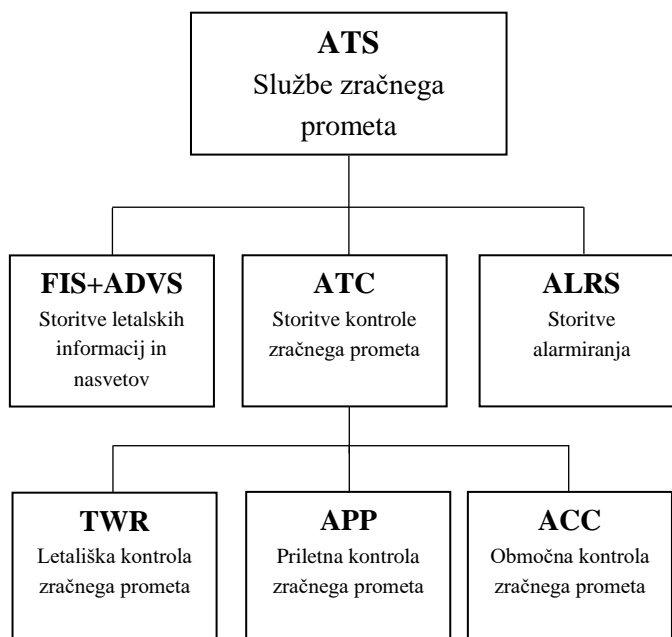 ATS
Službe zračnega
prometa
FIS+ADVS
Storitve letalskih
informacij in
nasvetov
ATC
Storitve kontrole
zračnega prometa
ALRS
Storitve
alarmiranja
TWR
Letališka kontrola
zračnega prometa
APP
Priletna kontrola
zračnega prometa
ACC
Območna kontrola
zračnega prometa